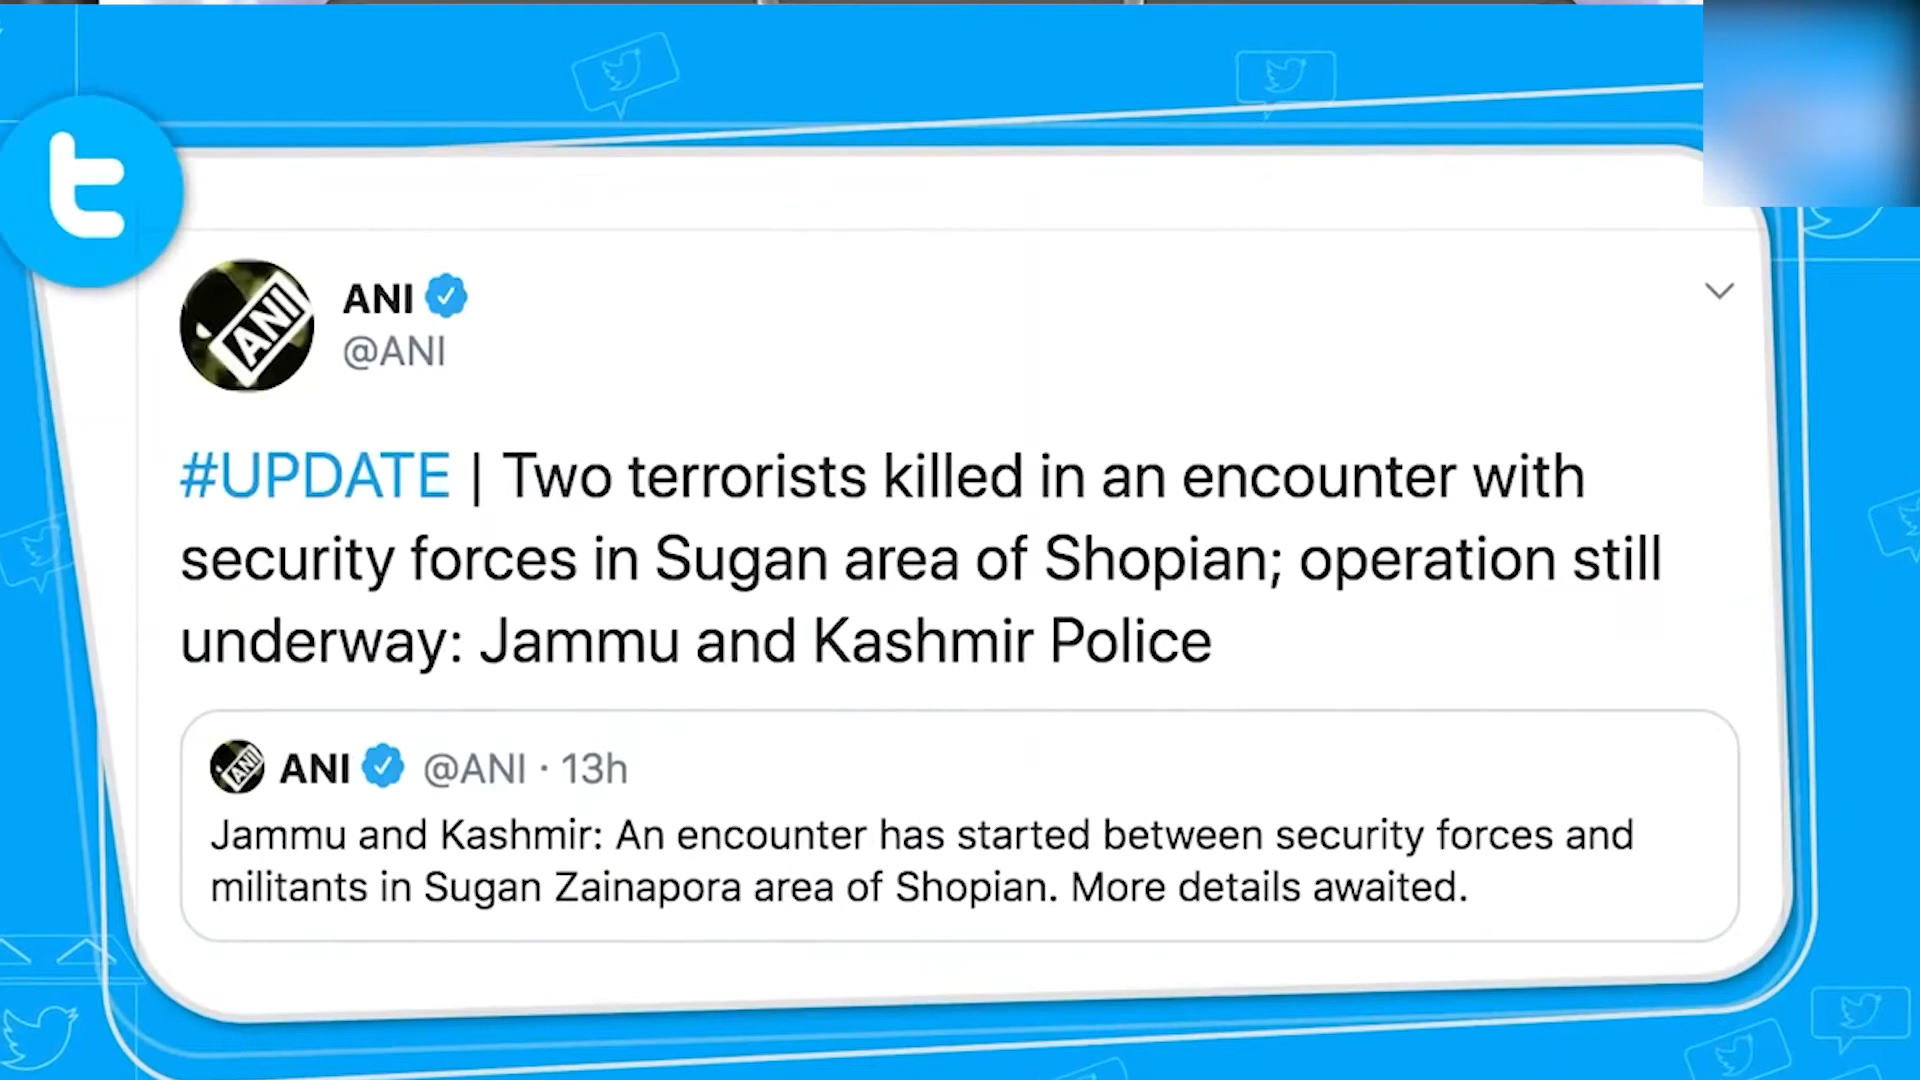 t
ANI
ANI
@ANI
#UPDATE | Two terrorists killed in an encounter with
security forces in Sugan area of Shopian; operation still
underway: Jammu and Kashmir Police
ANI
ANI @ANI · 13h
Jammu and Kashmir: An encounter has started between security forces and
militants in Sugan Zainapora area of Shopian. More details awaited.